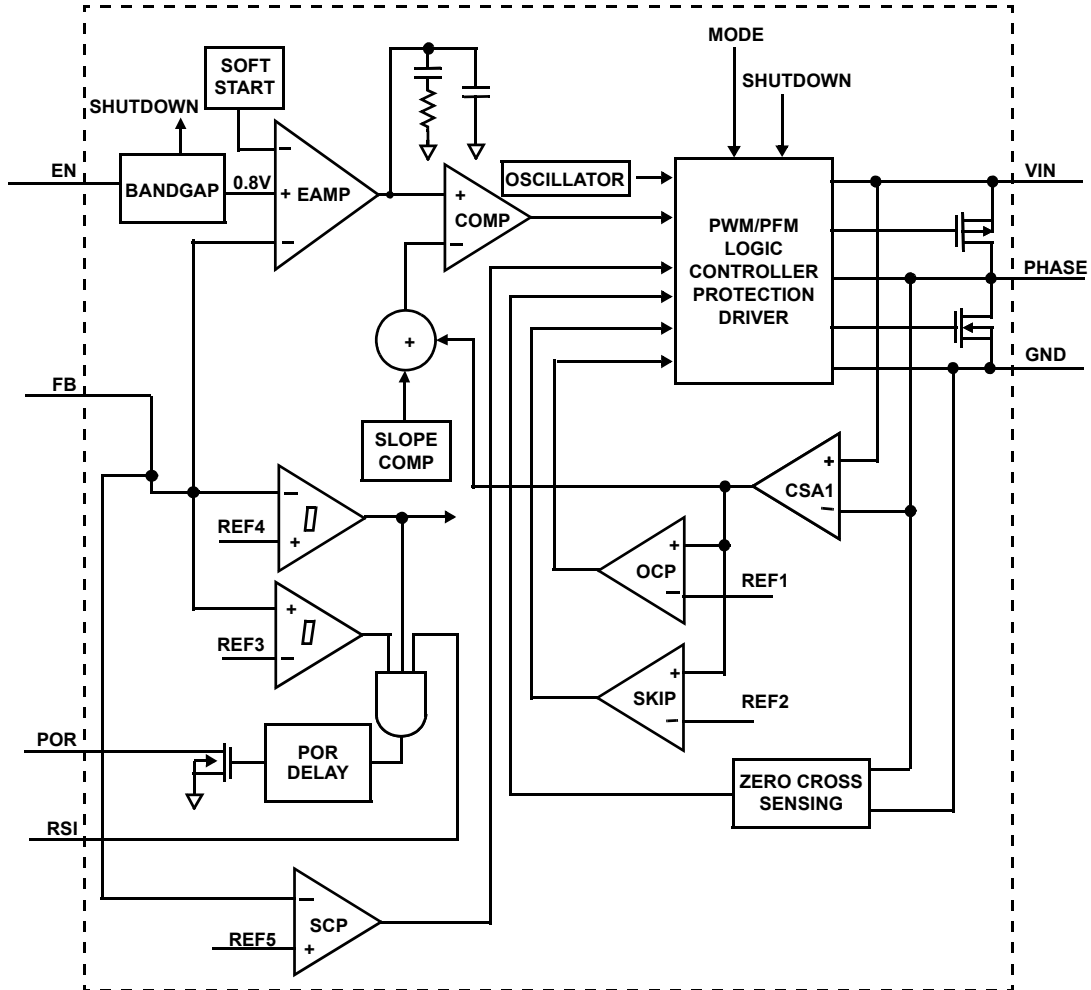 MODE
SOFT
START
SHUTDOWN
SHUTDOWN
−
EN
BANDGAP
0.8V
+
EAMP
−
+
COMP
−
OSCILLATOR
PWM/PFM
LOGIC
CONTROLLER
PROTECTION
DRIVER
VIN
PHASE
GND
+
FB
SLOPE
COMP
+
CSA1
−
−
REF4
+
+
OCP
−
REF1
+
REF3
−
+
SKIP
−
REF2
POR
POR
DELAY
ZERO CROSS
SENSING
RSI
−
SCP
REF5
+